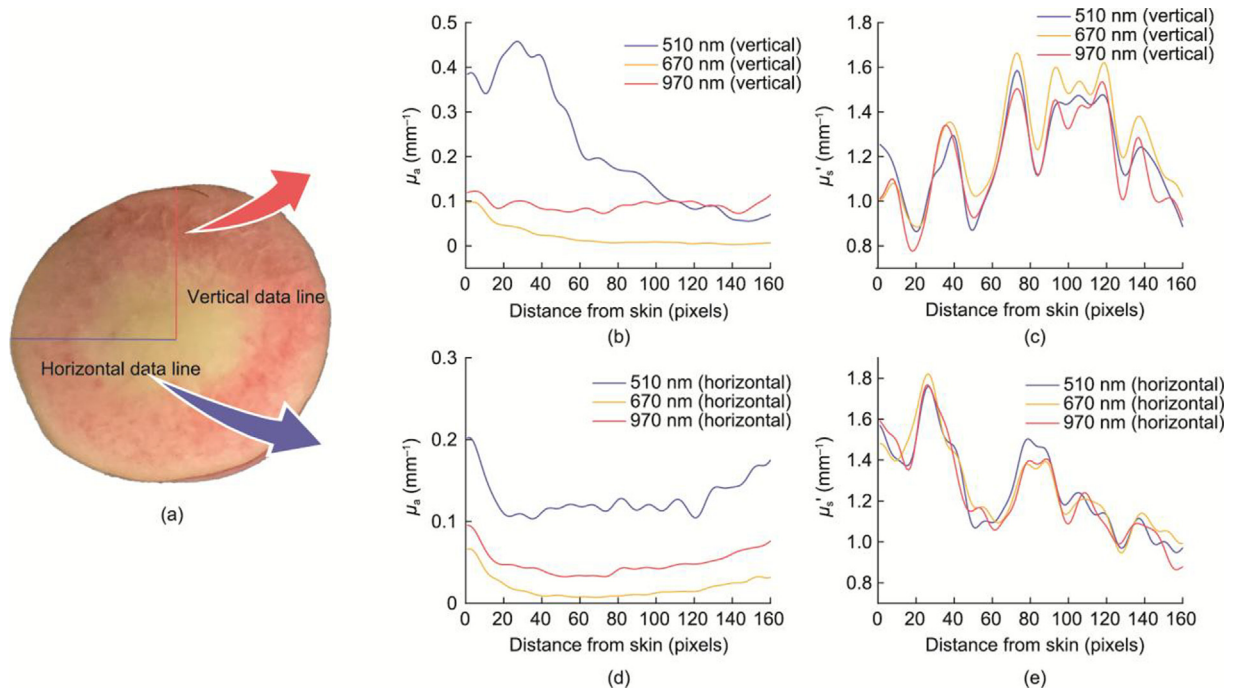 Vertical data line
Horizontal data line
(a)
510 nm (vertical)
670 nm (vertical)
970 nm (vertical)
μa (mm⁻¹)
0.5
0.4
0.3
0.2
0.1
0
0 20 40 60 80 100 120 140 160
Distance from skin (pixels)
(b)
510 nm (vertical)
670 nm (vertical)
970 nm (vertical)
μs' (mm⁻¹)
1.8
1.6
1.4
1.2
1.0
0.8
0 20 40 60 80 100 120 140 160
Distance from skin (pixels)
(c)
510 nm (horizontal)
670 nm (horizontal)
970 nm (horizontal)
μa (mm⁻¹)
0.3
0.2
0.1
0
0 20 40 60 80 100 120 140 160
Distance from skin (pixels)
(d)
510 nm (horizontal)
670 nm (horizontal)
970 nm (horizontal)
μs' (mm⁻¹)
1.8
1.6
1.4
1.2
1.0
0.8
0 20 40 60 80 100 120 140 160
Distance from skin (pixels)
(e)